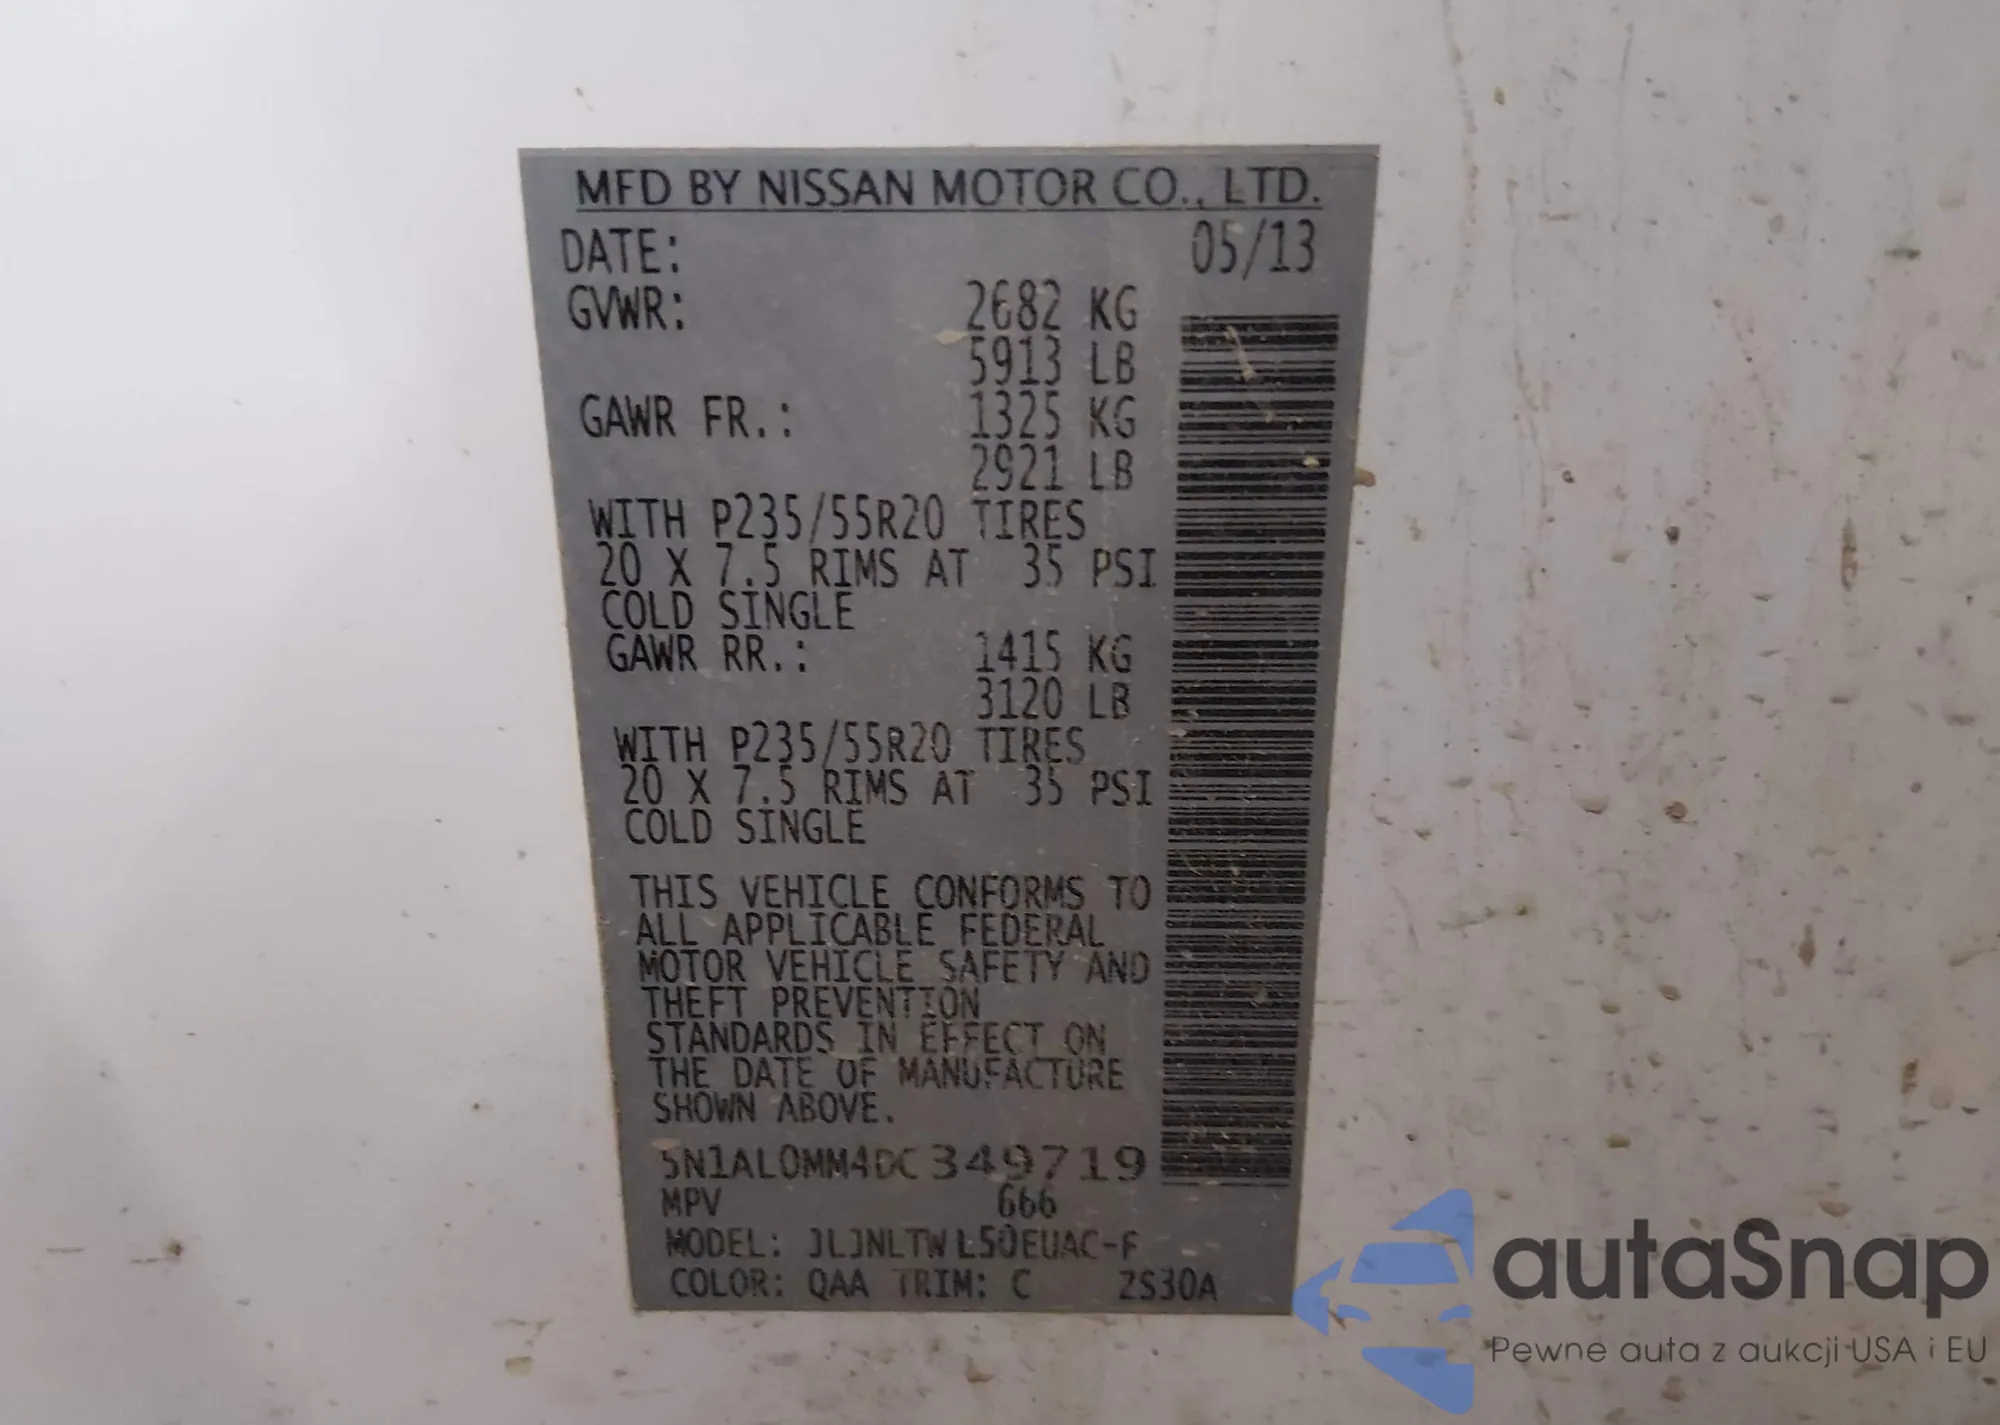 MFD BY NISSAN MOTOR CO., LTD.
DATE: 05/13
GVWR: 2682 KG
5913 LB
GAWR FR.: 1325 KG
2921 LB
WITH P235/55R20 TIRES
20 X 7.5 RIMS AT 35 PSI
COLD SINGLE
GAWR RR.: 1415 KG
3120 LB
WITH P235/55R20 TIRES
20 X 7.5 RIMS AT 35 PSI
COLD SINGLE
THIS VEHICLE CONFORMS TO
ALL APPLICABLE FEDERAL
MOTOR VEHICLE SAFETY AND
THEFT PREVENTION
STANDARDS IN EFFECT ON
THE DATE OF MANUFACTURE
SHOWN ABOVE.
5N1AL0MM4DC349719
MPV 666
MODEL: JLJNLTWL50EUAC-F
COLOR: QAA TRIM: C 2S30A
autaSnap
Pewne auta z aukcji USA i EU